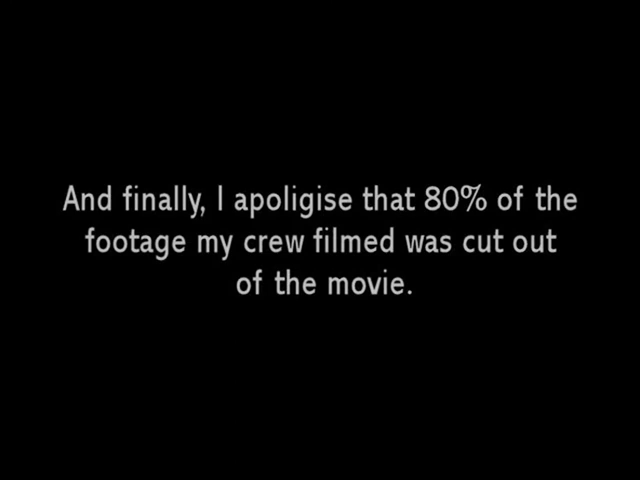 And finally, I apoligise that 80% of the
footage my crew filmed was cut out
of the movie.